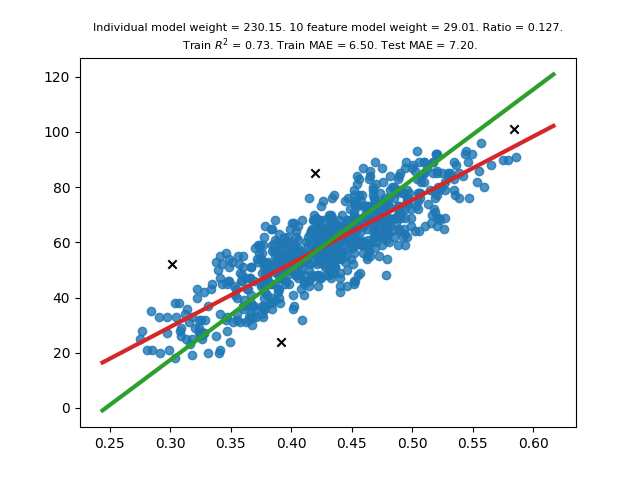 Individual model weight = 230.15. 10 feature model weight = 29.01. Ratio = 0.127.
Train R² = 0.73. Train MAE = 6.50. Test MAE = 7.20.
120
100
80
60
40
20
0
0.25 0.30 0.35 0.40 0.45 0.50 0.55 0.60